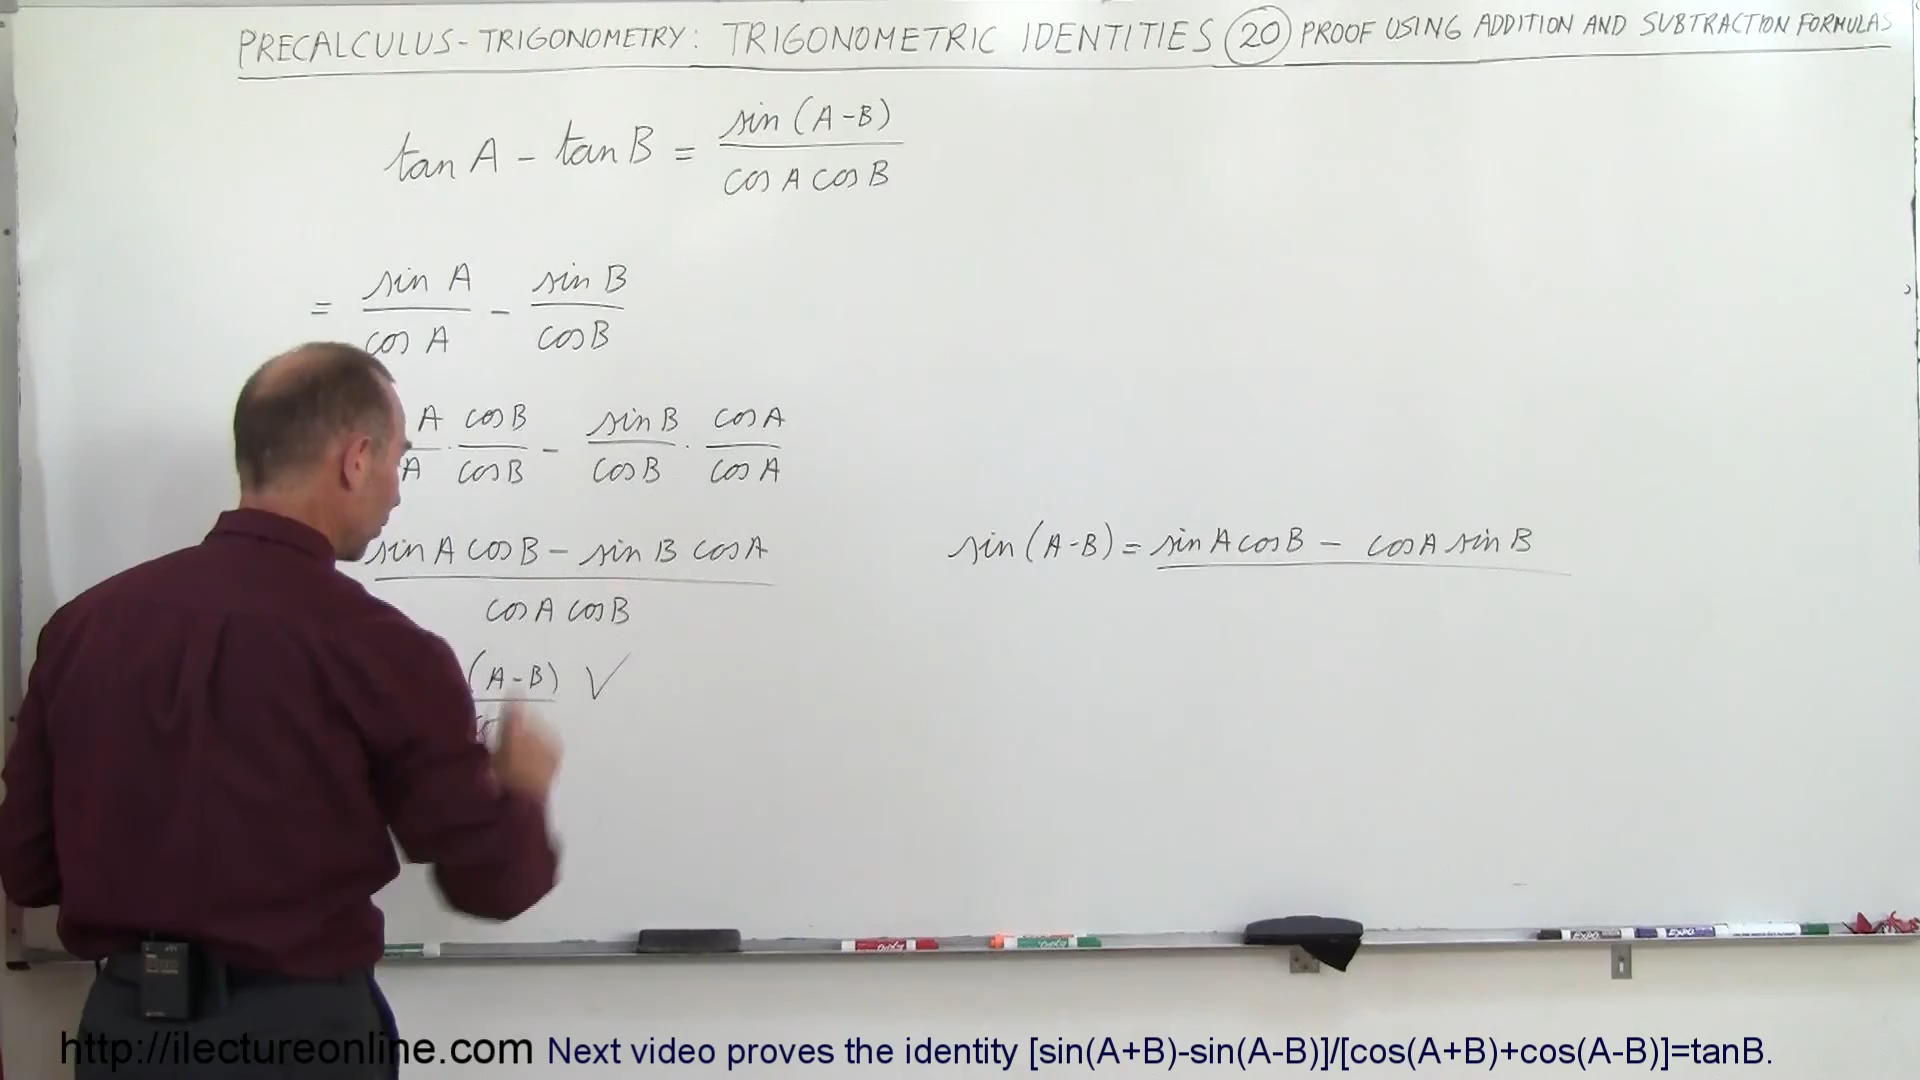 PRECALCULUS - TRIGONOMETRY: TRIGONOMETRIC IDENTITIES (20) PROOF USING ADDITION AND SUBTRACTION FORMULAS
tan A - tan B = sin (A-B) / cos A cos B
= sin A / cos A - sin B / cos B
A / A · cos B / cos B - sin B / cos B · cos A / cos A
sin A cos B - sin B cos A / cos A cos B
sin (A-B) = sin A cos B - cos A sin B
(A-B) ✓
EXPO EXPO
http://ilectureonline.com Next video proves the identity [sin(A+B)-sin(A-B)]/[cos(A+B)+cos(A-B)]=tanB.